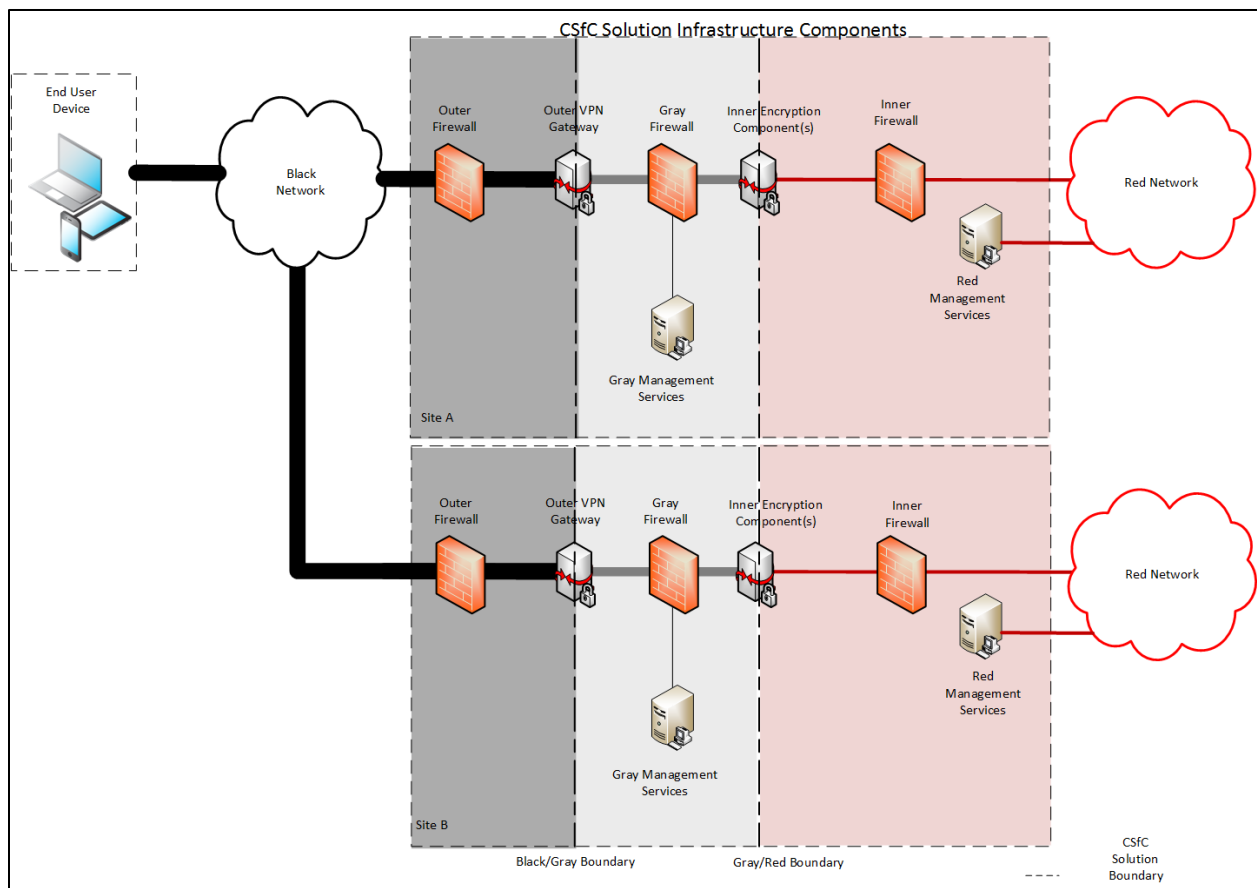 CSfC Solution Infrastructure Components
End User
Device
Black
Network
Outer
Firewall
Outer VPN
Gateway
Gray
Firewall
Inner Encryption
Component(s)
Inner
Firewall
Red Network
Red
Management
Services
Gray Management
Services
Site A
Outer
Firewall
Outer VPN
Gateway
Gray
Firewall
Inner Encryption
Component(s)
Inner
Firewall
Red Network
Red
Management
Services
Gray Management
Services
Site B
Black/Gray Boundary
Gray/Red Boundary
CSfC
Solution
Boundary